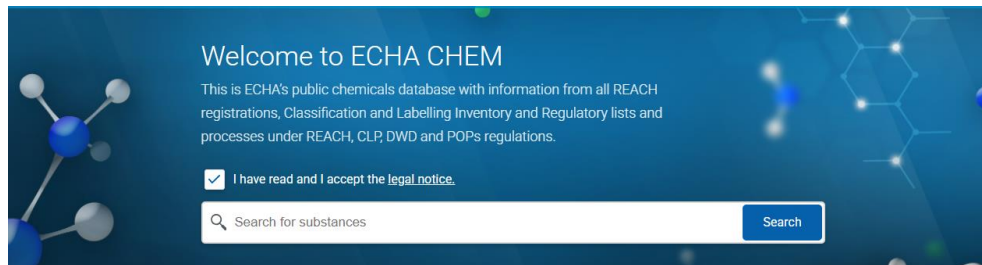 Welcome to ECHA CHEM
This is ECHA's public chemicals database with information from all REACH
registrations, Classification and Labelling Inventory and Regulatory lists and
processes under REACH, CLP, DWD and POPs regulations.
I have read and I accept the legal notice.
Search for substances
Search